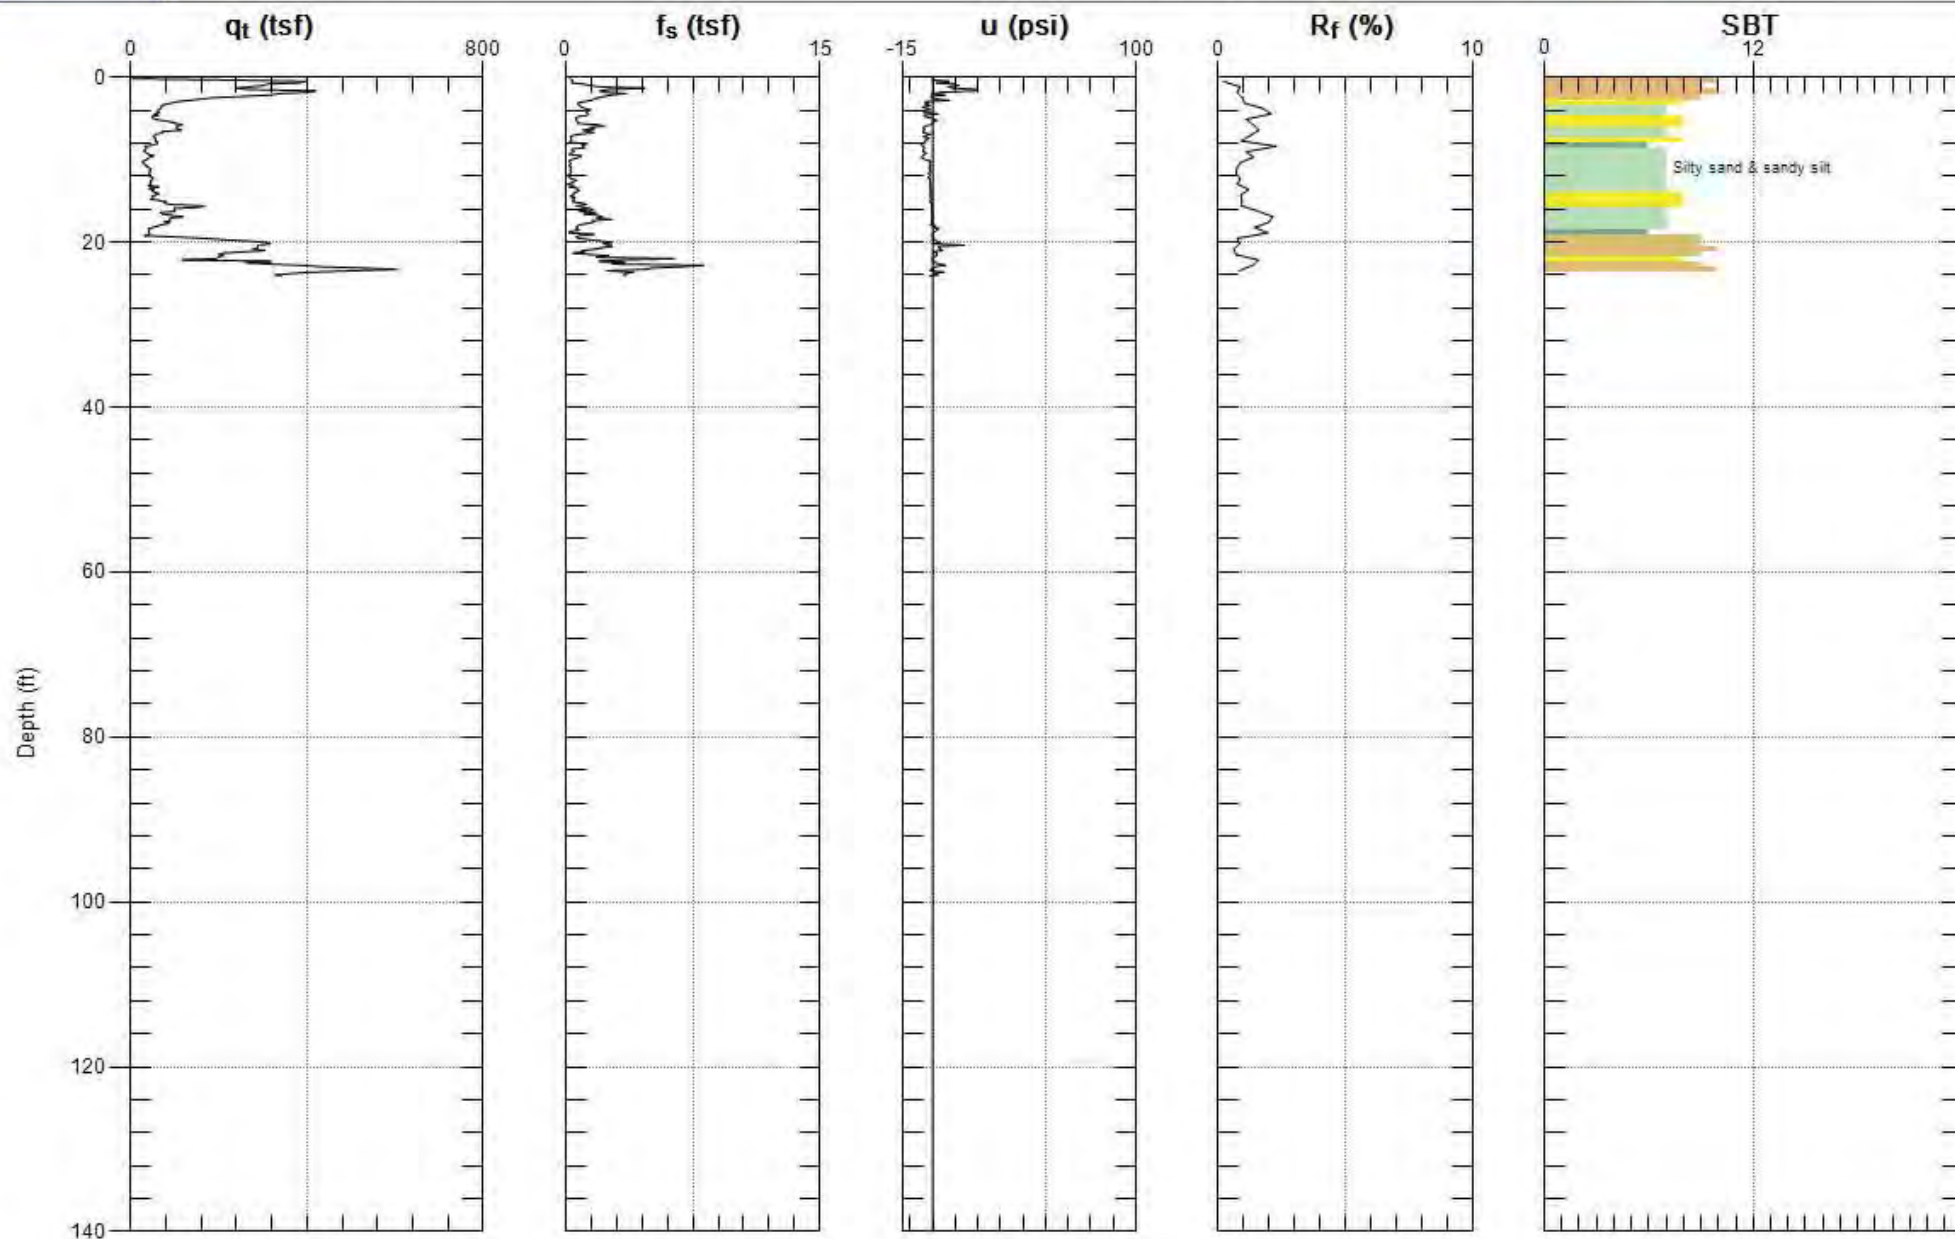 qt (tsf) fs (tsf) u (psi) Rf (%) SBT
0 800 0 15 -15 100 0 10 0 12
0
Silty sand & sandy silt
20
40
60
Depth (ft)
80
100
120
140